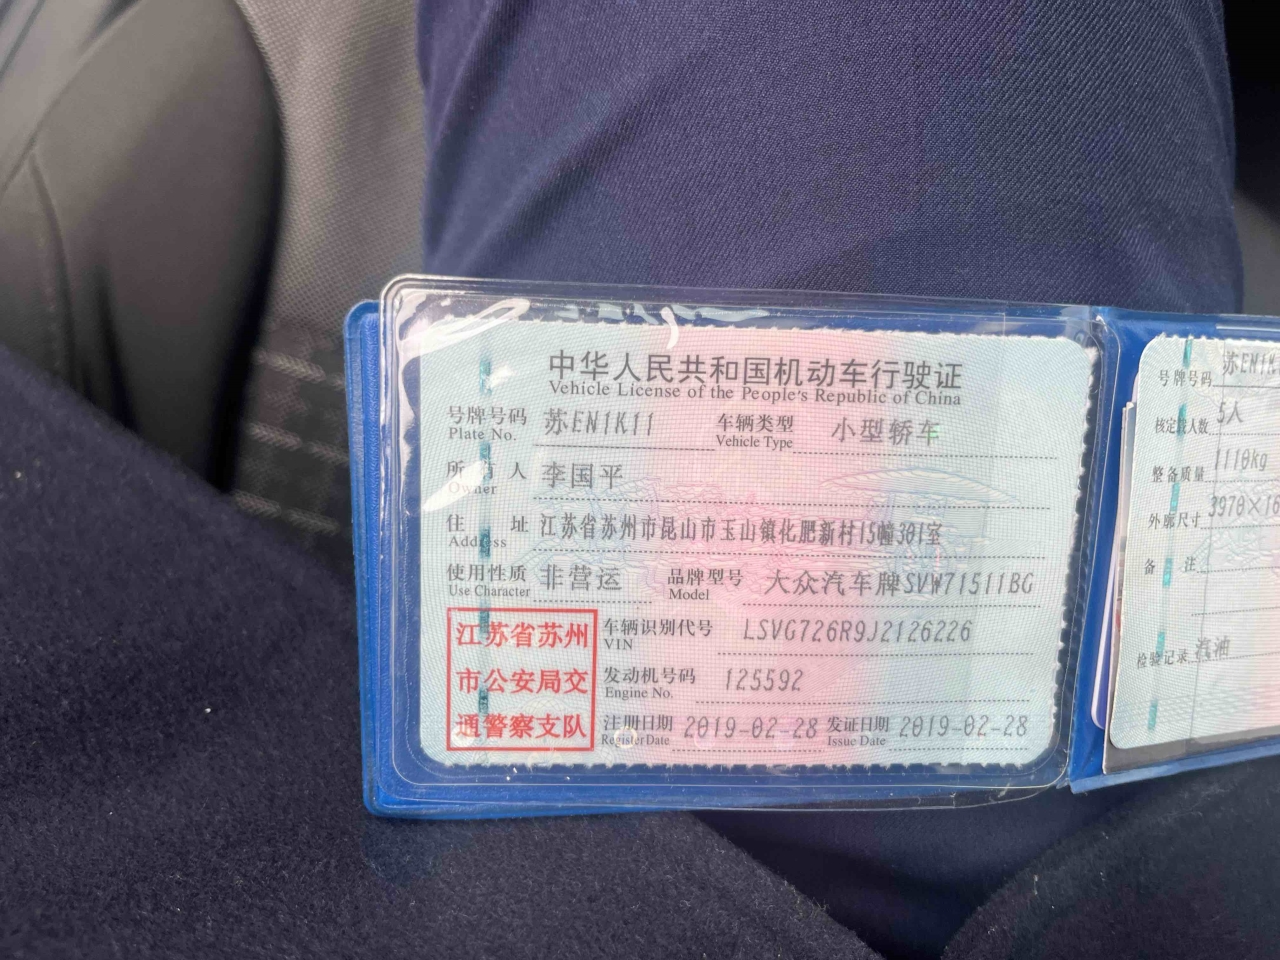 中华人民共和国机动车行驶证
Vehicle License of the People's Republic of China
号牌号码 苏EN1K11 车辆类型 小型轿车
Plate No. Vehicle Type
所有人 李国平
Owner
住址 江苏省苏州市昆山市玉山镇化肥新村15幢301室
Address
使用性质 非营运 品牌型号 大众汽车牌SVW71511BG
Use Character Model
江苏省苏州
市公安局交
通警察支队
车辆识别代号 LSVG726R9J2126226
VIN
发动机号码 125592
Engine No.
注册日期 2019-02-28 发证日期 2019-02-28
Register Date Issue Date
号牌号码 苏EN1K
核定载人数 5人
整备质量 1110kg
外廓尺寸 3970×16
备注
检验记录 汽油